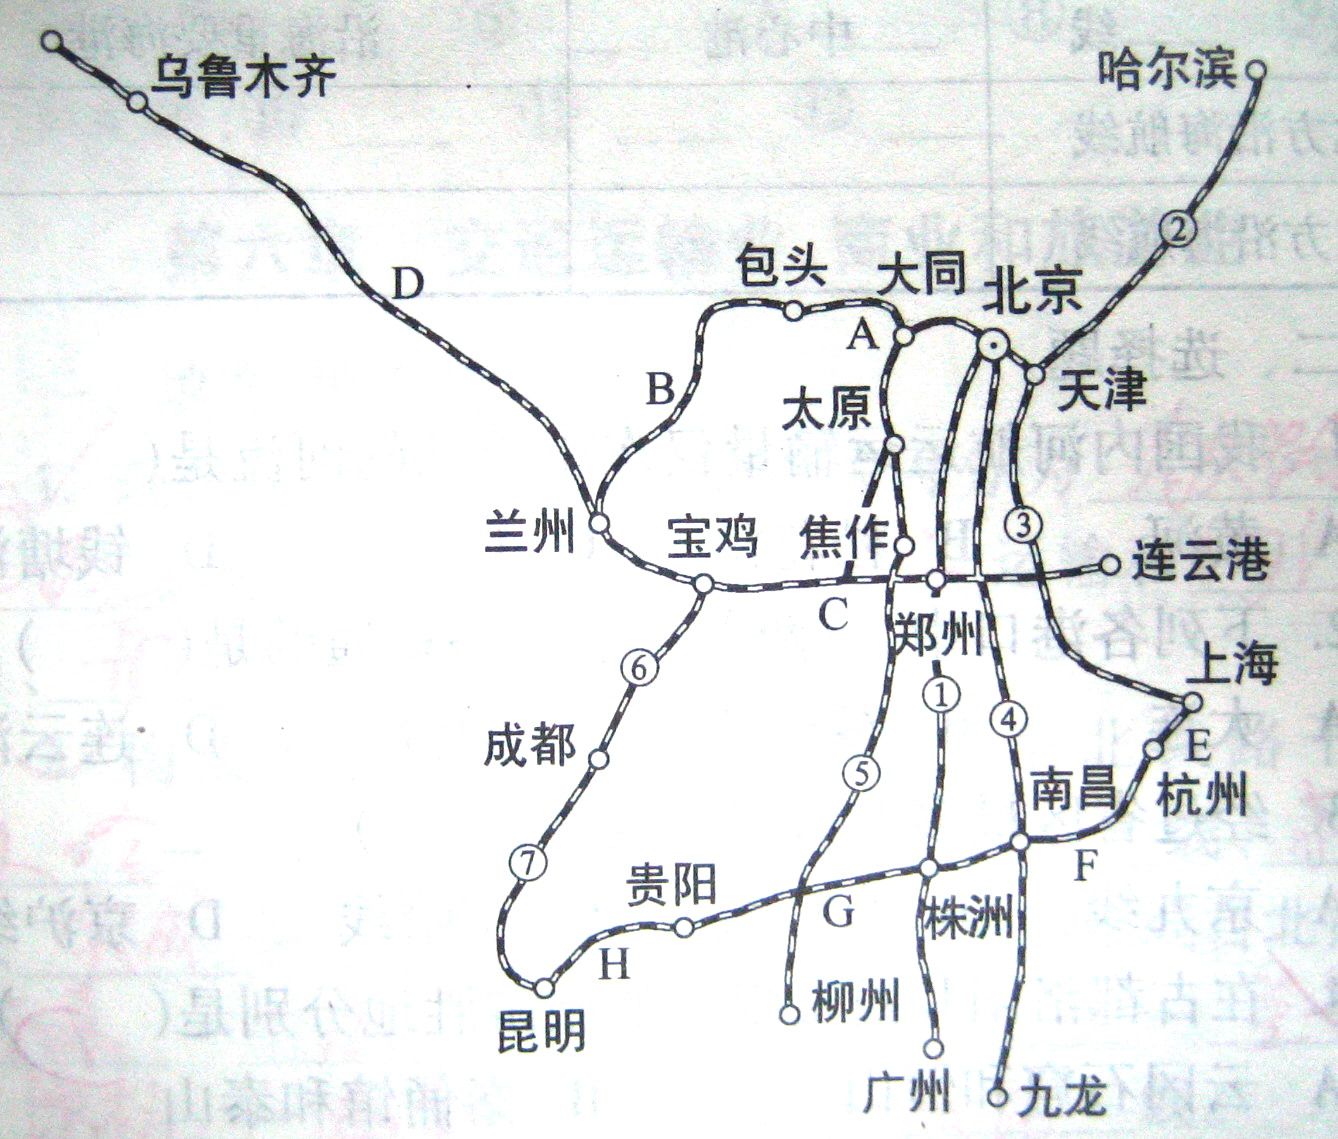 乌鲁木齐
哈尔滨
②
D
包头
大同
北京
A
B
天津
太原
③
兰州
宝鸡
焦作
连云港
C
郑州
⑥
上海
①
④
成都
E
⑤
南昌
杭州
⑦
F
贵阳
G
株洲
H
柳州
昆明
广州
九龙